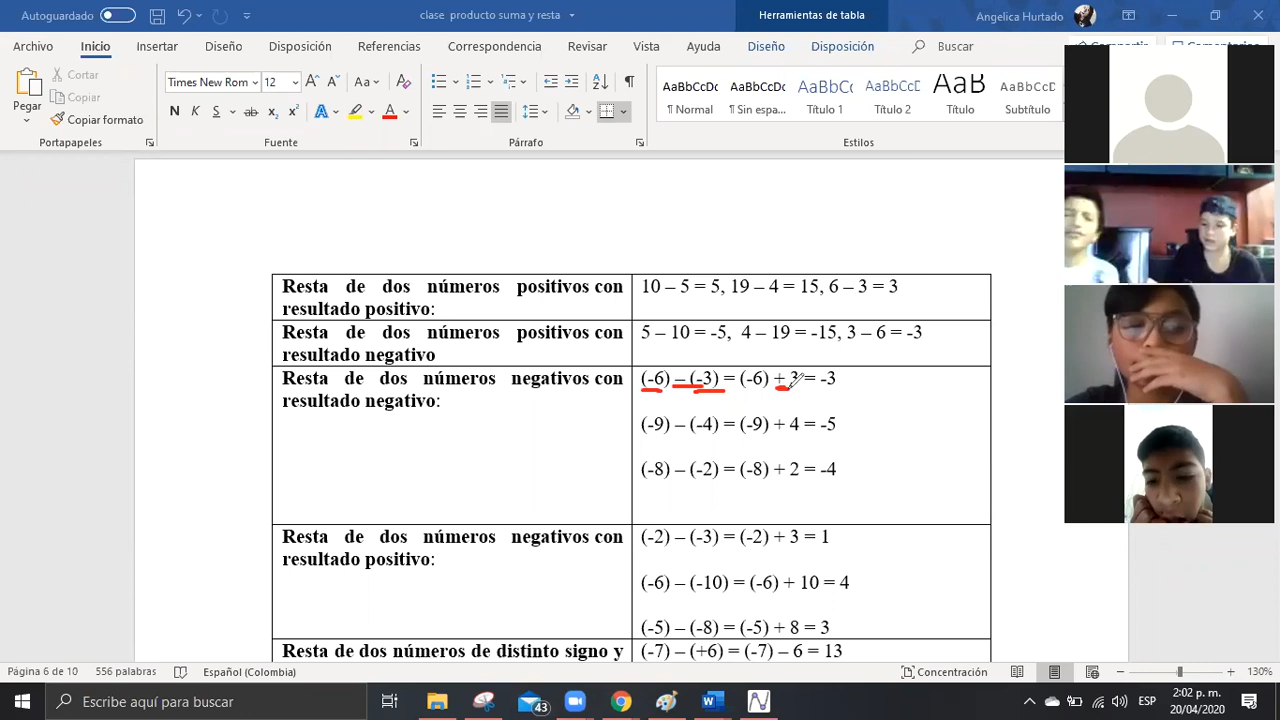 Autoguardado
clase producto suma y resta
Herramientas de tabla
Angelica Hurtado
Archivo Inicio Insertar Diseño Disposición Referencias Correspondencia Revisar Vista Ayuda Diseño Disposición Buscar Compartir Comentarios
Pegar
Cortar
Copiar
Copiar formato
Times New Rom 12
N K S
AaBbCcDc AaBbCcDc AaBbCc AaBbCcD AaB AaBbCcD
¶ Normal ¶ Sin espa... Título 1 Título 2 Título Subtítulo
Portapapeles Fuente Párrafo Estilos
Resta de dos números positivos con
resultado positivo:
10 – 5 = 5, 19 – 4 = 15, 6 – 3 = 3
Resta de dos números positivos con
resultado negativo
5 – 10 = -5, 4 – 19 = -15, 3 – 6 = -3
Resta de dos números negativos con
resultado negativo:
(-6) – (-3) = (-6) + 3 = -3
(-9) – (-4) = (-9) + 4 = -5
(-8) – (-2) = (-8) + 2 = -4
Resta de dos números negativos con
resultado positivo:
(-2) – (-3) = (-2) + 3 = 1
(-6) – (-10) = (-6) + 10 = 4
(-5) – (-8) = (-5) + 8 = 3
Resta de dos números de distinto signo y
(-7) – (+6) = (-7) – 6 = 13
Página 6 de 10 556 palabras Español (Colombia) Concentración 130%
Escribe aquí para buscar
43
ESP
2:02 p. m.
20/04/2020